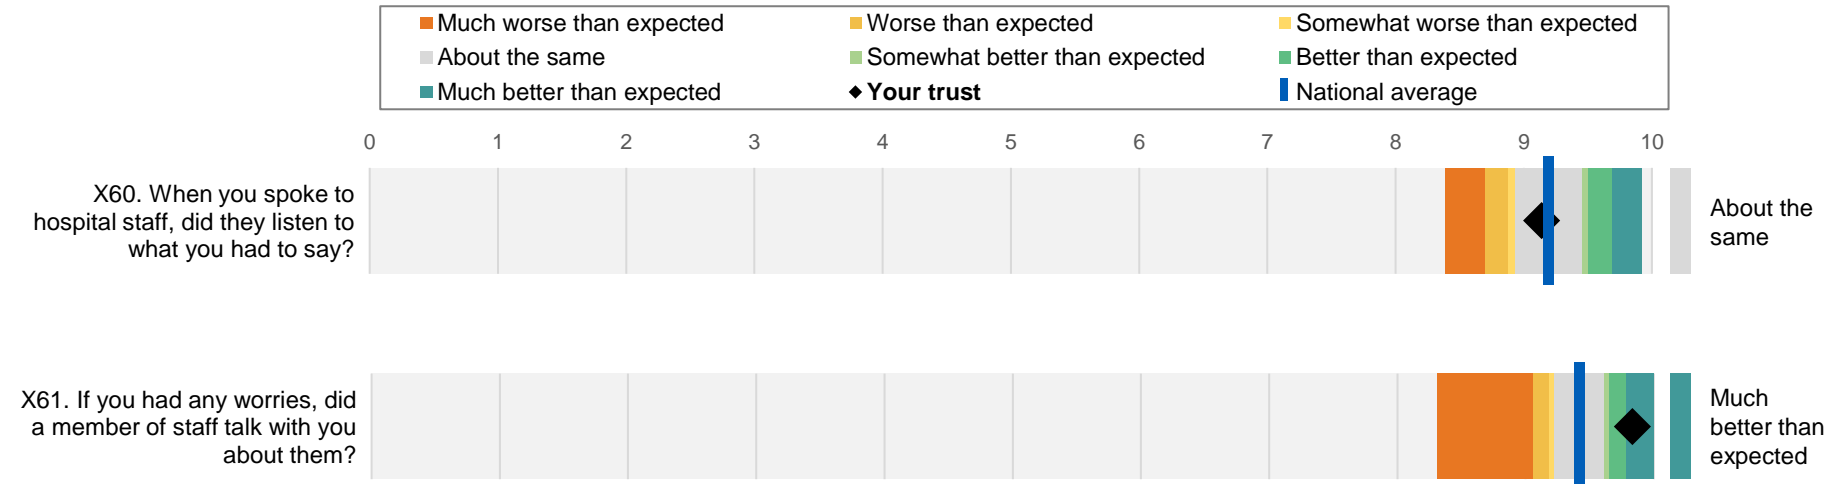 Much worse than expected
Worse than expected
Somewhat worse than expected
About the same
Somewhat better than expected
Better than expected
Much better than expected
Your trust
National average
0 1 2 3 4 5 6 7 8 9 10
X60. When you spoke to
hospital staff, did they listen to
what you had to say?
About the
same
X61. If you had any worries, did
a member of staff talk with you
about them?
Much
better than
expected